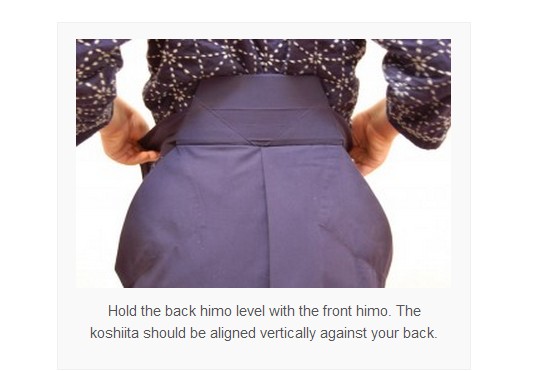 Hold the back himo level with the front himo. The
koshiita should be aligned vertically against your back.